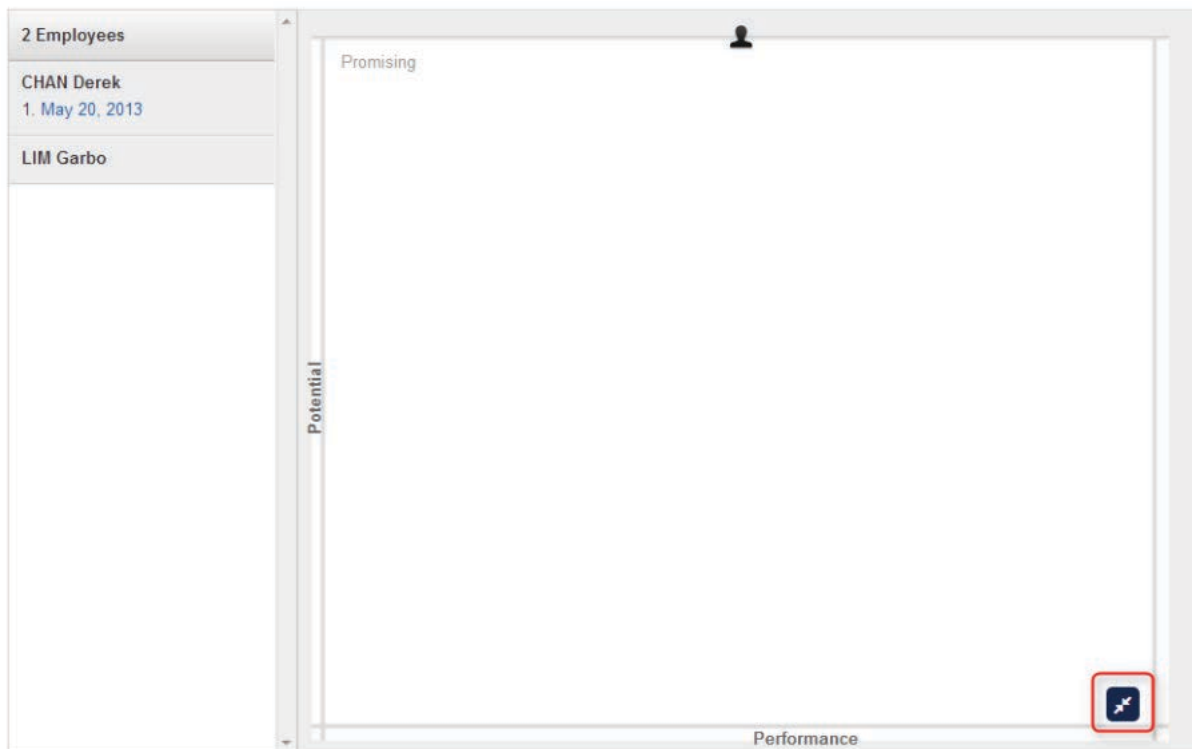 2 Employees
CHAN Derek
1. May 20, 2013
LIM Garbo
Promising
Potential
Performance